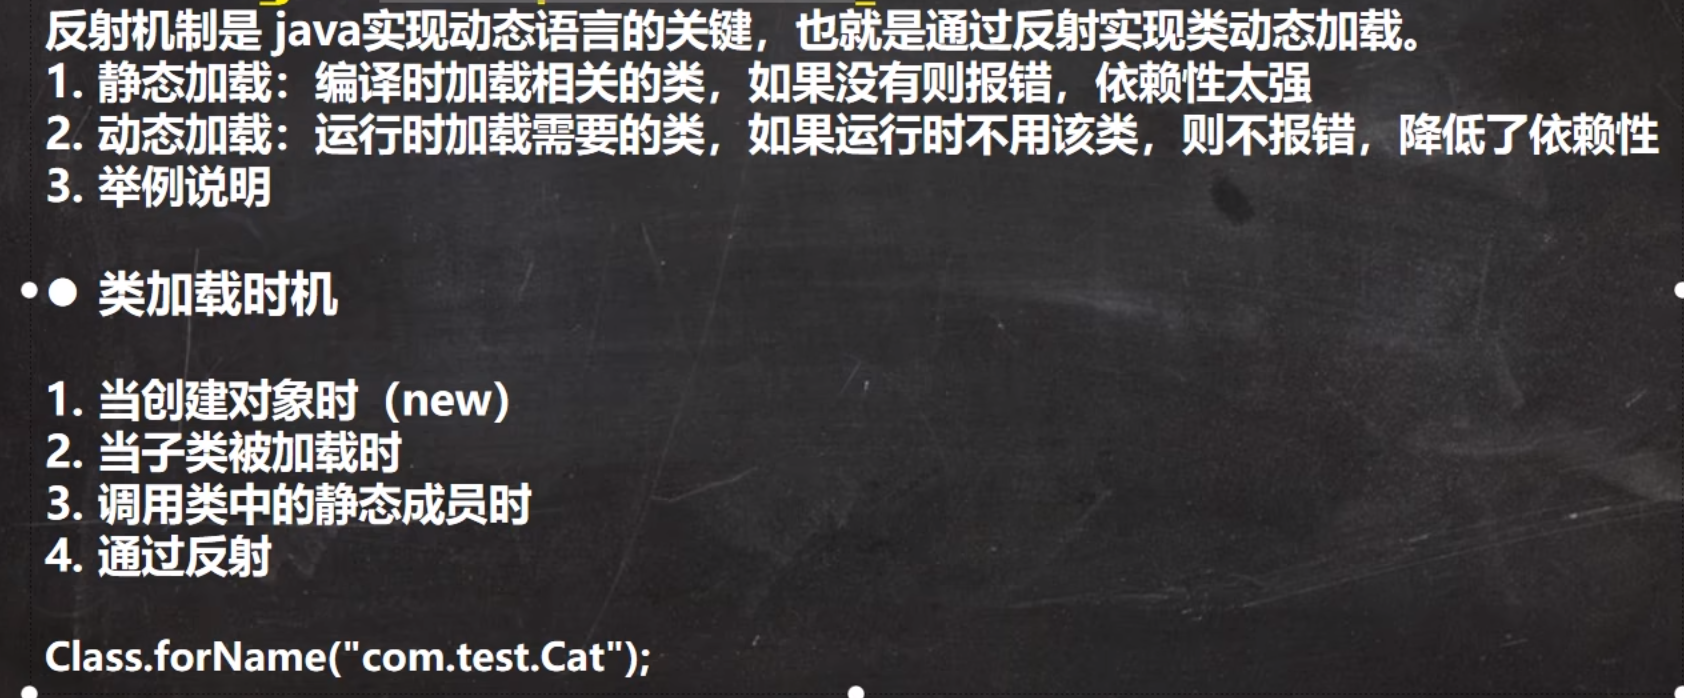 反射机制是 java实现动态语言的关键，也就是通过反射实现类动态加载。
1. 静态加载：编译时加载相关的类，如果没有则报错，依赖性太强
2. 动态加载：运行时加载需要的类，如果运行时不用该类，则不报错，降低了依赖性
3. 举例说明
● 类加载时机
1. 当创建对象时（new）
2. 当子类被加载时
3. 调用类中的静态成员时
4. 通过反射
Class.forName("com.test.Cat");